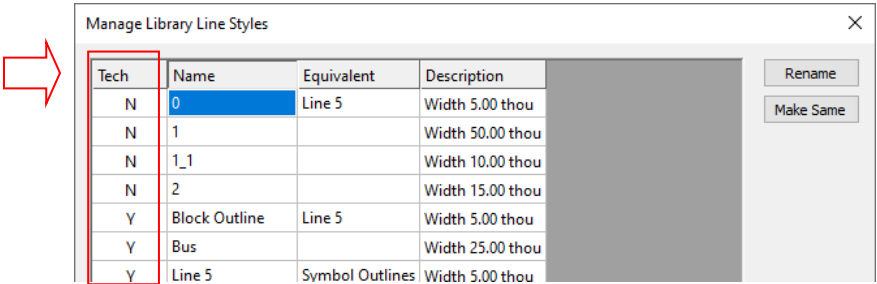 Manage Library Line Styles
Tech Name Equivalent Description
N 0 Line 5 Width 5.00 thou
N 1 Width 50.00 thou
N 1_1 Width 10.00 thou
N 2 Width 15.00 thou
Y Block Outline Line 5 Width 5.00 thou
Y Bus Width 25.00 thou
Y Line 5 Symbol Outlines Width 5.00 thou
Rename
Make Same